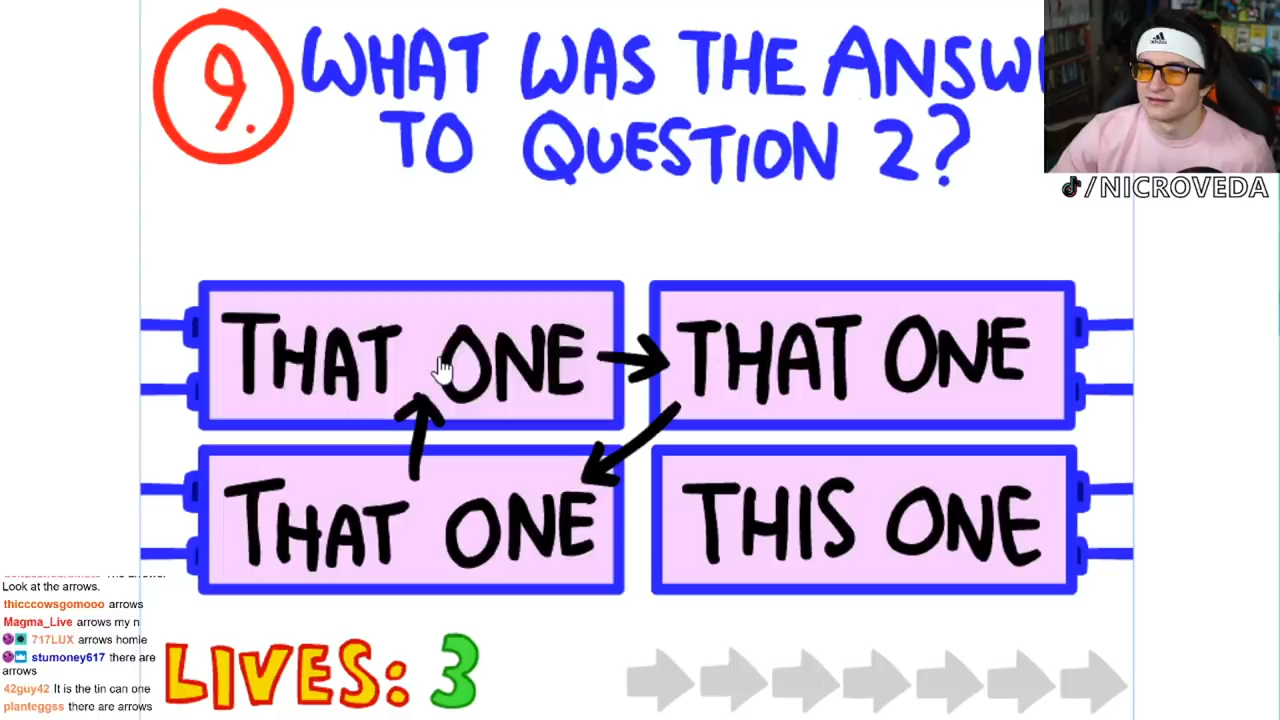 9.
WHAT WAS THE ANSW
TO QUESTION 2?
/NICROVEDA
THAT ONE
THAT ONE
THAT ONE
THIS ONE
Look at the arrows.
thicccowsgomooo arrows
Magma_Live arrows my n
717LUX arrows homie
stumoney617 there are
arrows
42guy42 It is the tin can one
planteggss there are arrows
LIVES: 3